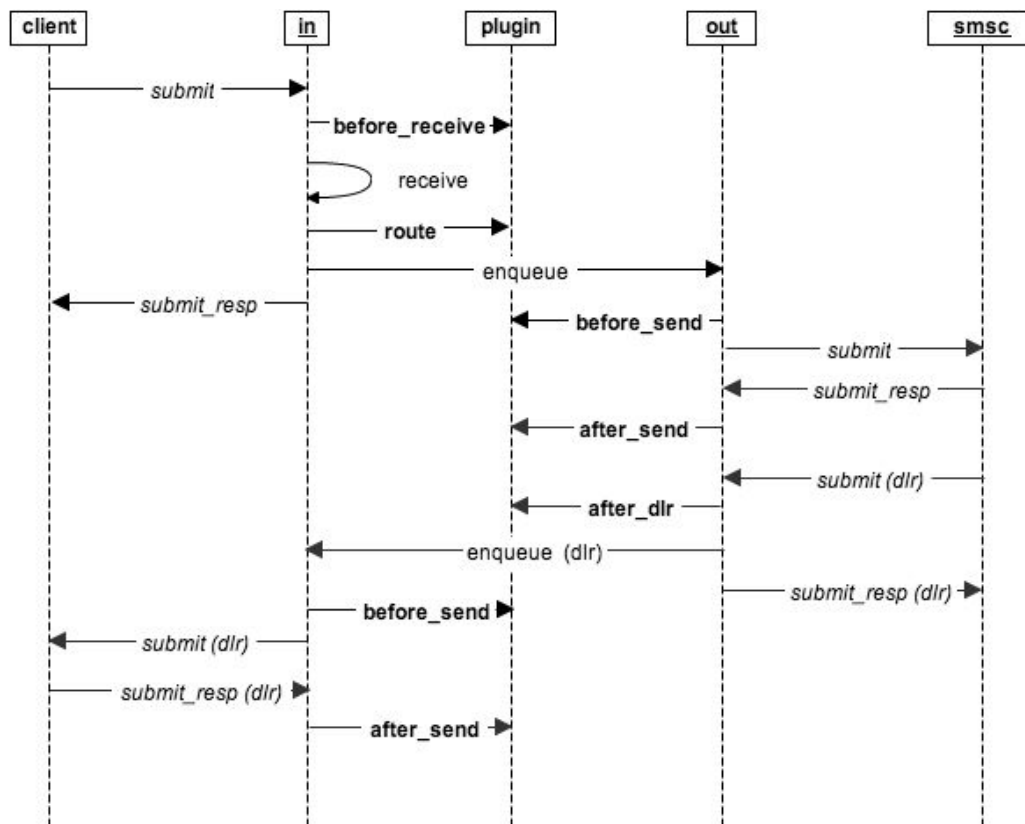 client in plugin out smsc
submit
before_receive
receive
route
enqueue
submit_resp
before_send
submit
submit_resp
after_send
submit (dlr)
after_dlr
enqueue (dlr)
submit_resp (dlr)
before_send
submit (dlr)
submit_resp (dlr)
after_send